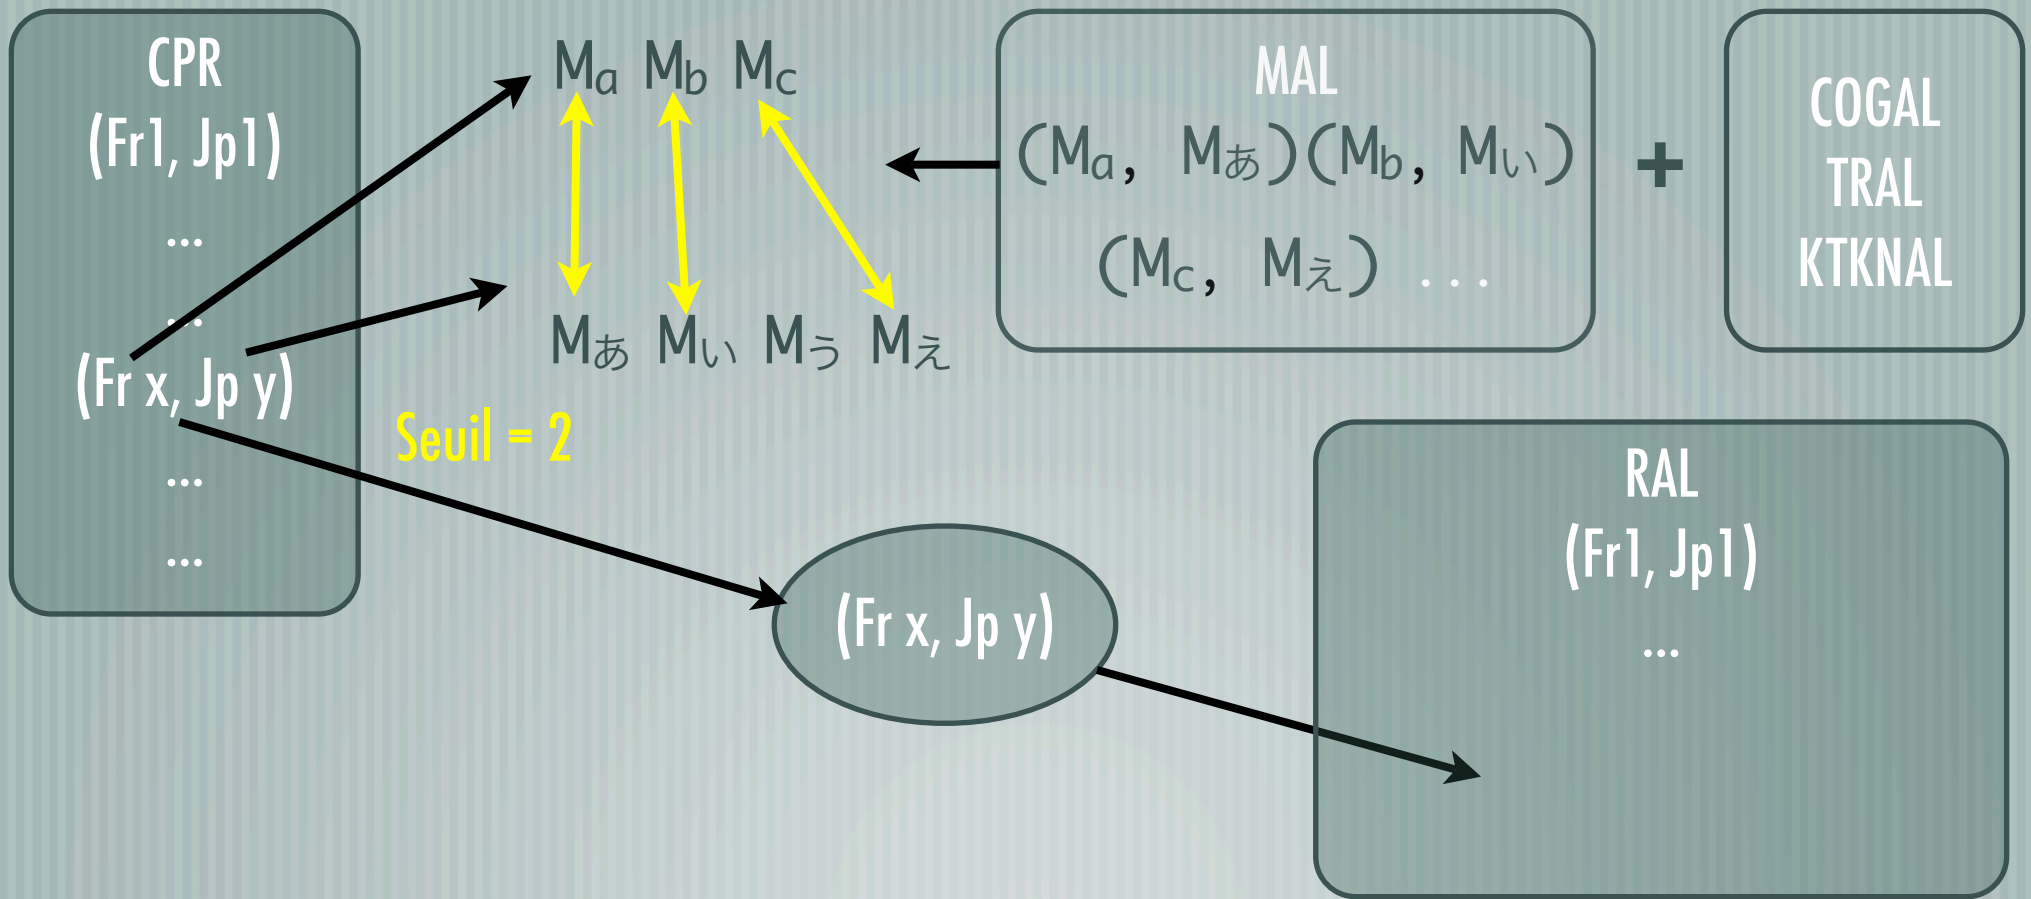 CPR
(Fr1, Jp1)
...
...
(Fr x, Jp y)
...
...
Ma Mb Mc
Mあ Mい Mう Mえ
Seuil = 2
MAL
(Ma, Mあ)(Mb, Mい)
(Mc, Mえ) ...
+
COGAL
TRAL
KTKNAL
(Fr x, Jp y)
RAL
(Fr1, Jp1)
...